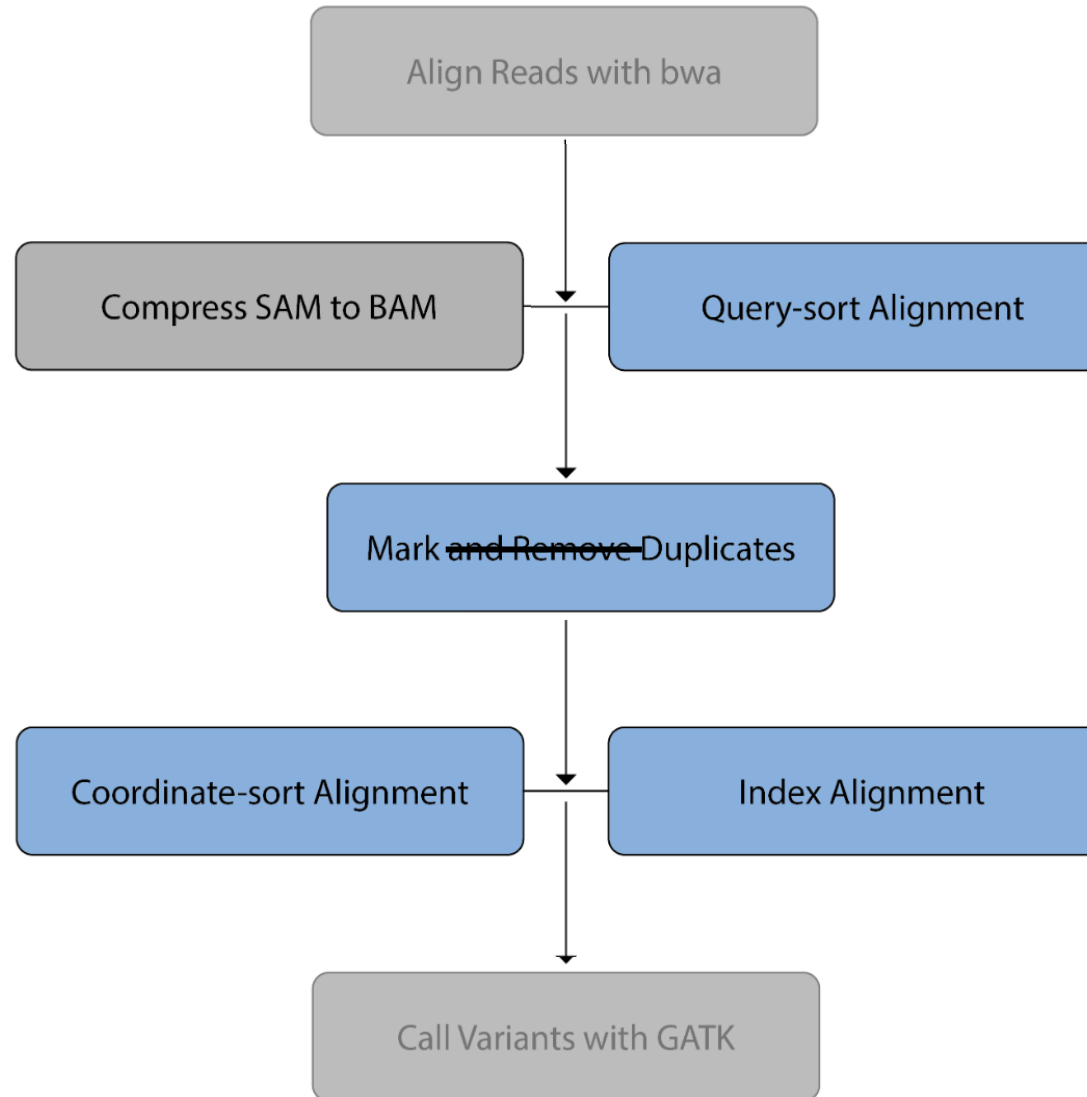 Align Reads with bwa
Compress SAM to BAM
Query-sort Alignment
Mark and Remove Duplicates
Coordinate-sort Alignment
Index Alignment
Call Variants with GATK